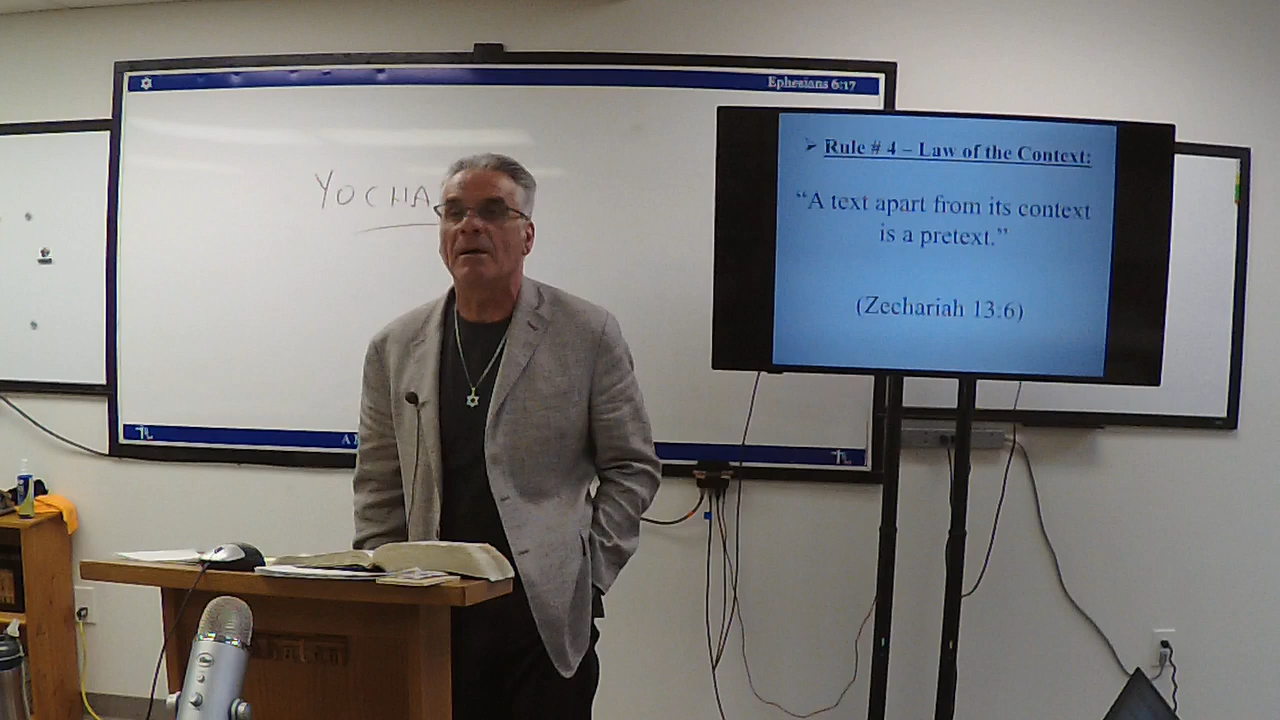 Ephesians 6:17
YOCHA
➢ Rule # 4 – Law of the Context:
“A text apart from its context
is a pretext.”
(Zechariah 13:6)